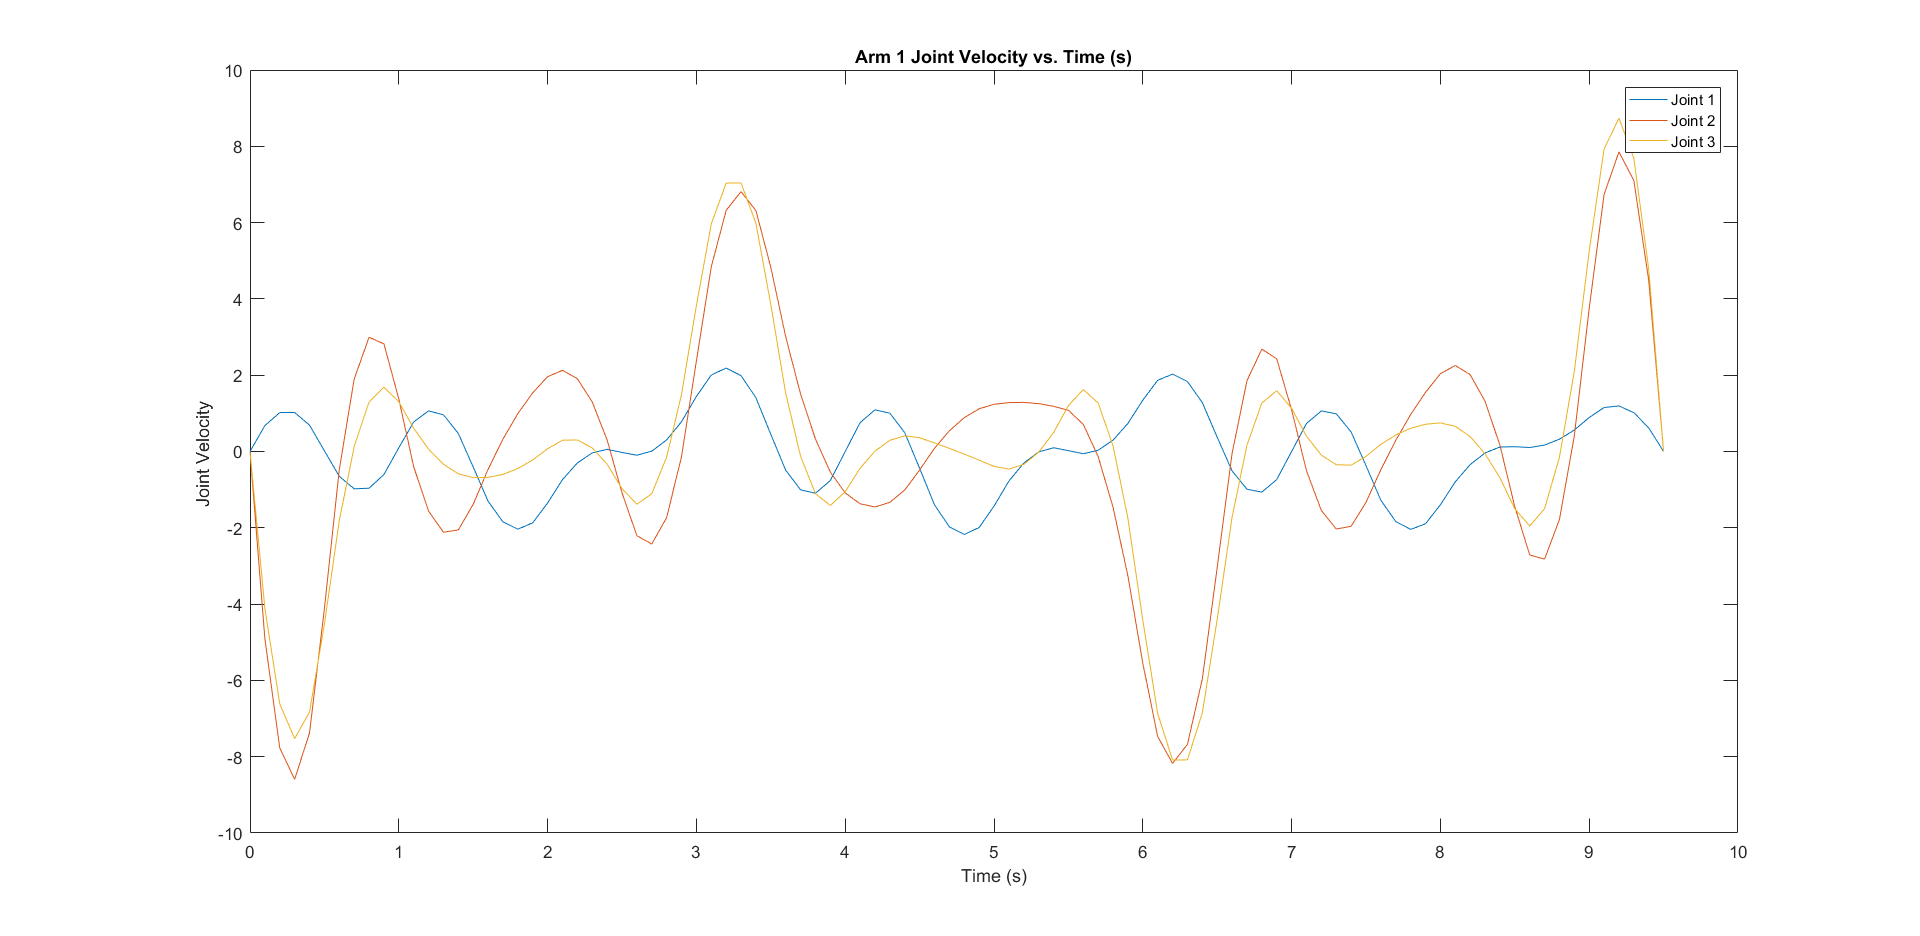 Arm 1 Joint Velocity vs. Time (s)
Joint 1
Joint 2
Joint 3
Joint Velocity
10
8
6
4
2
0
-2
-4
-6
-8
-10
0 1 2 3 4 5 6 7 8 9 10
Time (s)